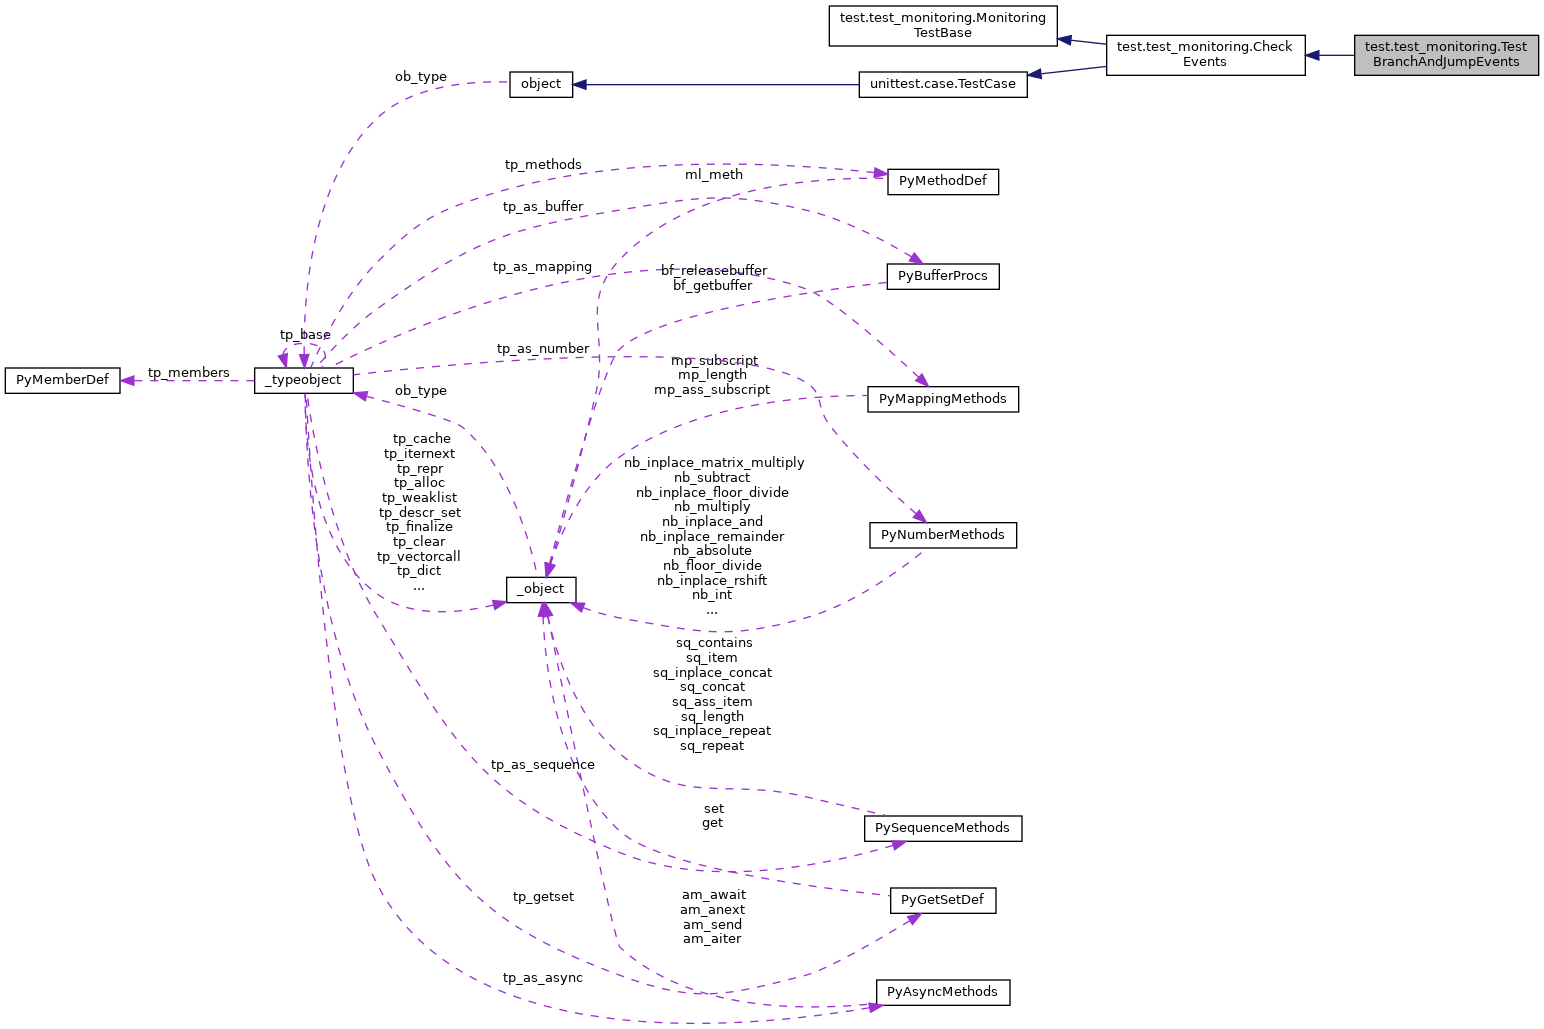 test.test_monitoring.Monitoring
TestBase
test.test_monitoring.Check
Events
test.test_monitoring.Test
BranchAndJumpEvents
ob_type
object
unittest.case.TestCase
tp_methods
ml_meth
PyMethodDef
tp_as_buffer
tp_as_mapping
bf_releasebuffer
bf_getbuffer
PyBufferProcs
tp_base
tp_as_number
PyMemberDef
tp_members
_typeobject
ob_type
mp_subscript
mp_length
mp_ass_subscript
PyMappingMethods
tp_cache
tp_iternext
tp_repr
tp_alloc
tp_weaklist
tp_descr_set
tp_finalize
tp_clear
tp_vectorcall
tp_dict
...
nb_inplace_matrix_multiply
nb_subtract
nb_inplace_floor_divide
nb_multiply
nb_inplace_and
nb_inplace_remainder
nb_absolute
nb_floor_divide
nb_inplace_rshift
nb_int
...
PyNumberMethods
_object
sq_contains
sq_item
sq_inplace_concat
sq_concat
sq_ass_item
sq_length
sq_inplace_repeat
sq_repeat
tp_as_sequence
set
get
PySequenceMethods
tp_getset
am_await
am_anext
am_send
am_aiter
PyGetSetDef
tp_as_async
PyAsyncMethods